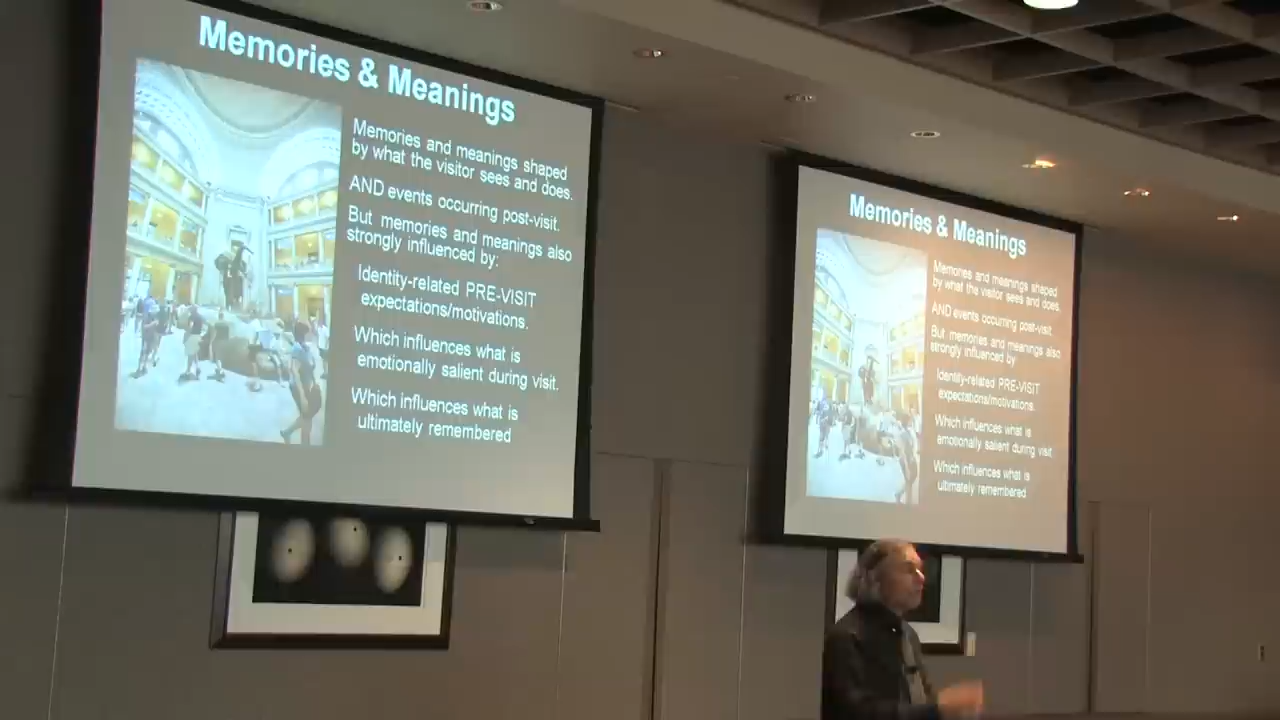 Memories & Meanings
Memories and meanings shaped
by what the visitor sees and does.
AND events occurring post-visit.
But memories and meanings also
strongly influenced by:
Identity-related PRE-VISIT
expectations/motivations.
Which influences what is
emotionally salient during visit.
Which influences what is
ultimately remembered
Memories & Meanings
Memories and meanings shaped
by what the visitor sees and does.
AND events occurring post-visit.
But memories and meanings also
strongly influenced by:
Identity-related PRE-VISIT
expectations/motivations.
Which influences what is
emotionally salient during visit.
Which influences what is
ultimately remembered